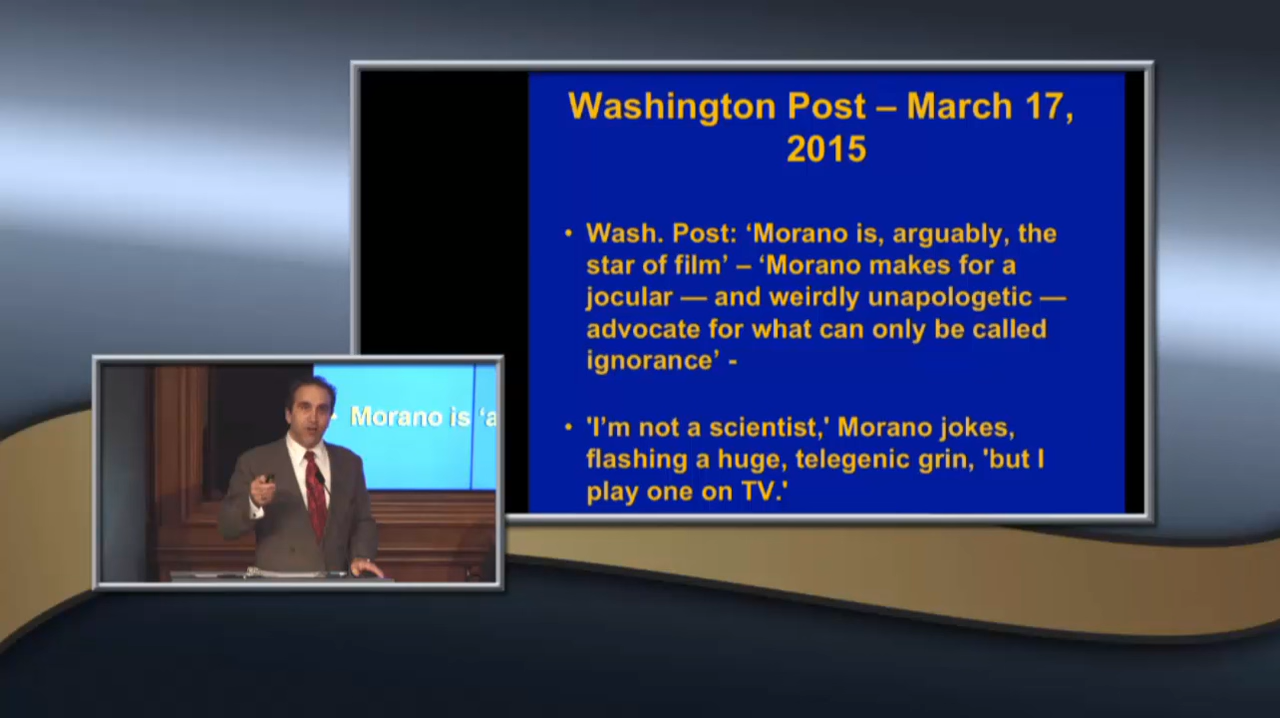 Washington Post – March 17,
2015
• Wash. Post: ‘Morano is, arguably, the
star of film’ – ‘Morano makes for a
jocular — and weirdly unapologetic —
advocate for what can only be called
ignorance’ -
• 'I’m not a scientist,' Morano jokes,
flashing a huge, telegenic grin, 'but I
play one on TV.'
• Morano is ‘a